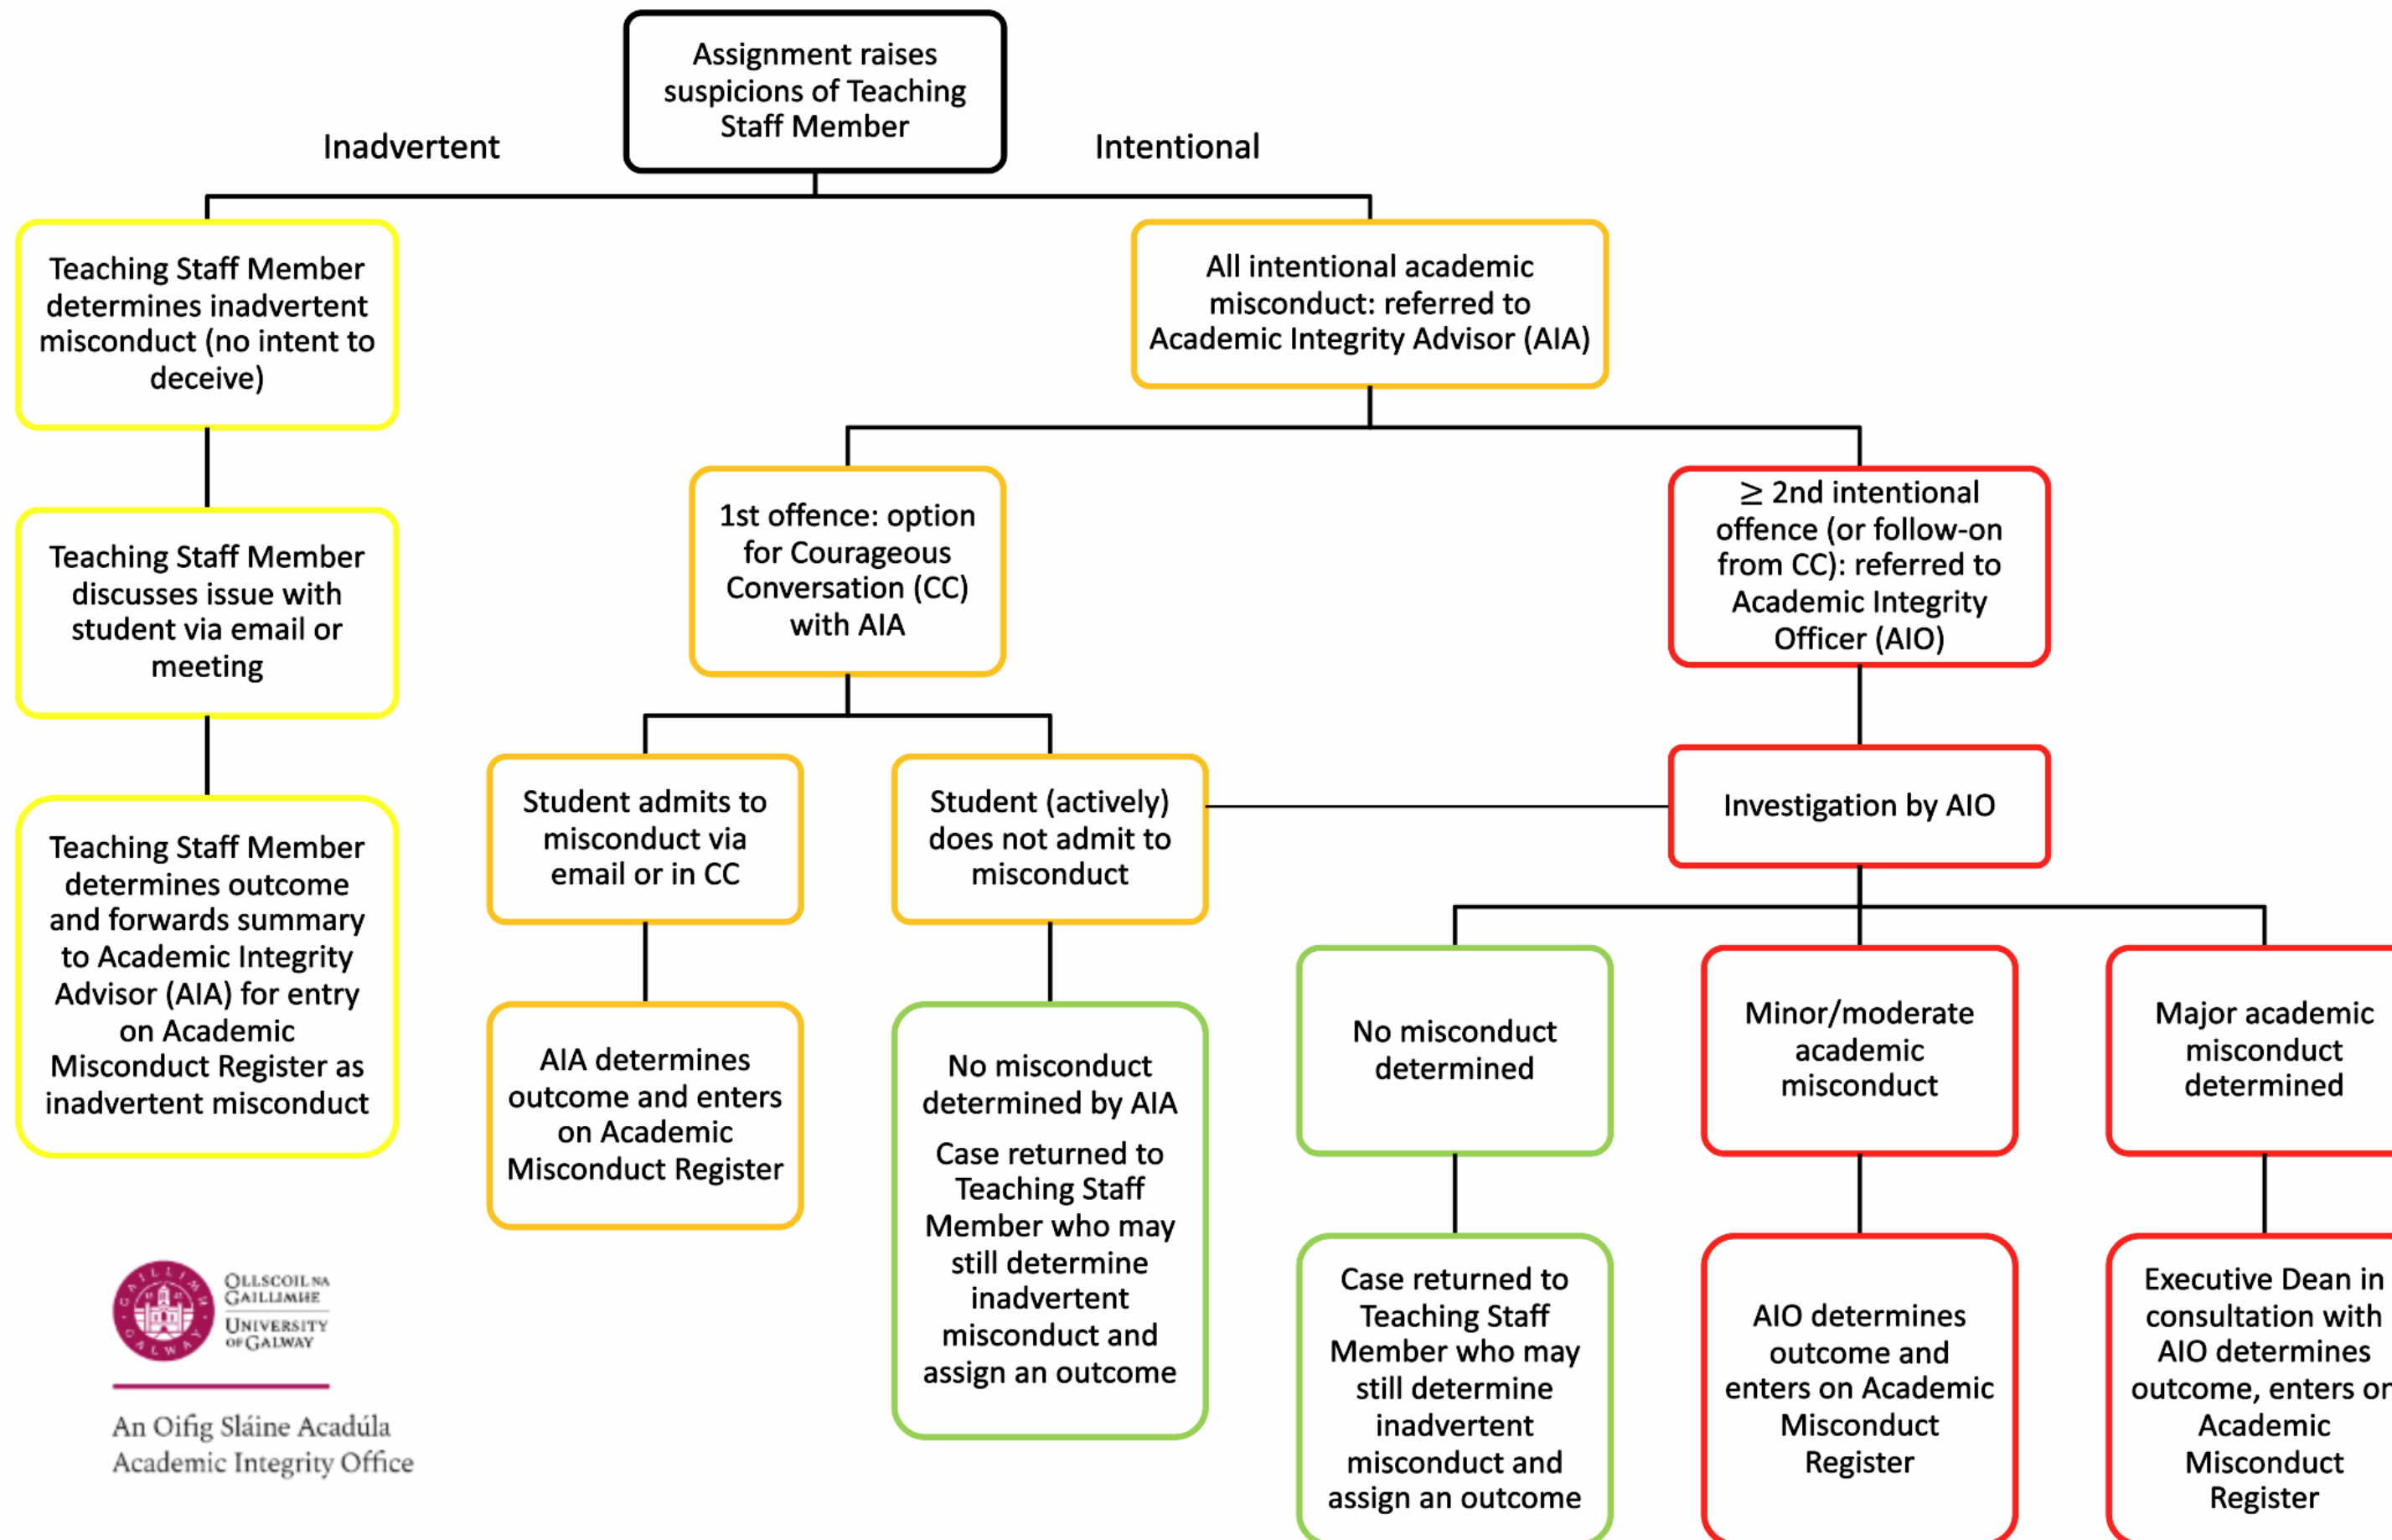 Assignment raises
suspicions of Teaching
Staff Member
Inadvertent
Intentional
Teaching Staff Member
determines inadvertent
misconduct (no intent to
deceive)
All intentional academic
misconduct: referred to
Academic Integrity Advisor (AIA)
Teaching Staff Member
discusses issue with
student via email or
meeting
1st offence: option
for Courageous
Conversation (CC)
with AIA
≥ 2nd intentional
offence (or follow-on
from CC): referred to
Academic Integrity
Officer (AIO)
Teaching Staff Member
determines outcome
and forwards summary
to Academic Integrity
Advisor (AIA) for entry
on Academic
Misconduct Register as
inadvertent misconduct
Student admits to
misconduct via
email or in CC
Student (actively)
does not admit to
misconduct
Investigation by AIO
AIA determines
outcome and enters
on Academic
Misconduct Register
No misconduct
determined by AIA
Case returned to
Teaching Staff
Member who may
still determine
inadvertent
misconduct and
assign an outcome
No misconduct
determined
Minor/moderate
academic
misconduct
Major academic
misconduct
determined
Case returned to
Teaching Staff
Member who may
still determine
inadvertent
misconduct and
assign an outcome
AIO determines
outcome and
enters on Academic
Misconduct
Register
Executive Dean in
consultation with
AIO determines
outcome, enters on
Academic
Misconduct
Register
GAILLIMH
GALWAY
OLLSCOIL NA
GAILLIMHE
UNIVERSITY
OF GALWAY
An Oifig Sláine Acadúla
Academic Integrity Office